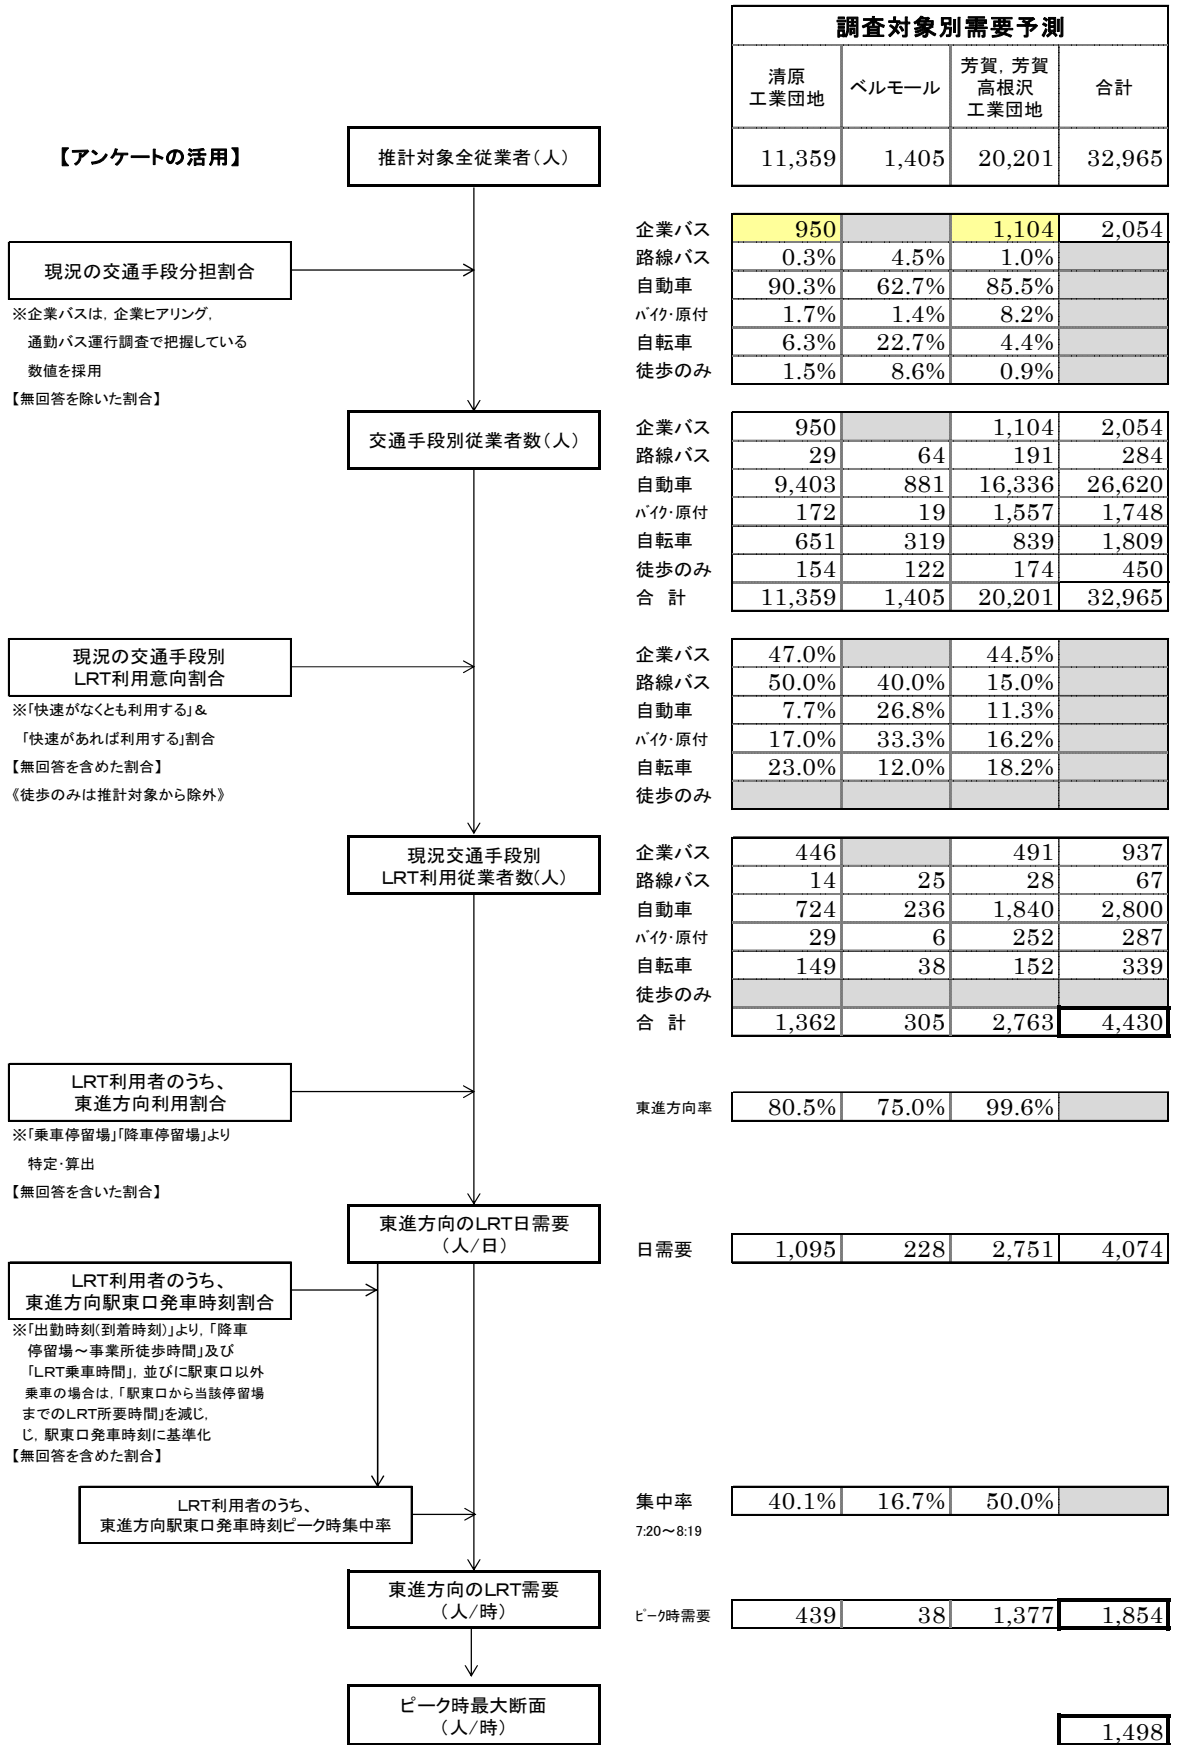 調査対象別需要予測
清原
工業団地
ベルモール
芳賀，芳賀
高根沢
工業団地
合計
【アンケートの活用】
推計対象全従業者（人）
11,359 1,405 20,201 32,965
現況の交通手段分担割合
※企業バスは，企業ヒアリング，
通勤バス運行調査で把握している
数値を採用
【無回答を除いた割合】
企業バス 950 1,104 2,054
路線バス 0.3% 4.5% 1.0%
自動車 90.3% 62.7% 85.5%
バイク・原付 1.7% 1.4% 8.2%
自転車 6.3% 22.7% 4.4%
徒歩のみ 1.5% 8.6% 0.9%
交通手段別従業者数（人）
企業バス 950 1,104 2,054
路線バス 29 64 191 284
自動車 9,403 881 16,336 26,620
バイク・原付 172 19 1,557 1,748
自転車 651 319 839 1,809
徒歩のみ 154 122 174 450
合 計 11,359 1,405 20,201 32,965
現況の交通手段別
LRT利用意向割合
※「快速がなくとも利用する」＆
「快速があれば利用する」割合
【無回答を含めた割合】
《徒歩のみは推計対象から除外》
企業バス 47.0% 44.5%
路線バス 50.0% 40.0% 15.0%
自動車 7.7% 26.8% 11.3%
バイク・原付 17.0% 33.3% 16.2%
自転車 23.0% 12.0% 18.2%
徒歩のみ
現況交通手段別
LRT利用従業者数（人）
企業バス 446 491 937
路線バス 14 25 28 67
自動車 724 236 1,840 2,800
バイク・原付 29 6 252 287
自転車 149 38 152 339
徒歩のみ
合 計 1,362 305 2,763 4,430
LRT利用者のうち、
東進方向利用割合
※「乗車停留場」「降車停留場」より
特定・算出
【無回答を含いた割合】
東進方向率 80.5% 75.0% 99.6%
東進方向のLRT日需要
（人/日）
日需要 1,095 228 2,751 4,074
LRT利用者のうち、
東進方向駅東口発車時刻割合
※「出勤時刻(到着時刻)」より，「降車
停留場～事業所徒歩時間」及び
「LRT乗車時間」，並びに駅東口以外
乗車の場合は，「駅東口から当該停留場
までのLRT所要時間」を減じ，
じ，駅東口発車時刻に基準化
【無回答を含めた割合】
LRT利用者のうち、
東進方向駅東口発車時刻ピーク時集中率
集中率 40.1% 16.7% 50.0%
7:20～8:19
東進方向のLRT需要
（人/時）
ピーク時需要 439 38 1,377 1,854
ピーク時最大断面
（人/時）
1,498